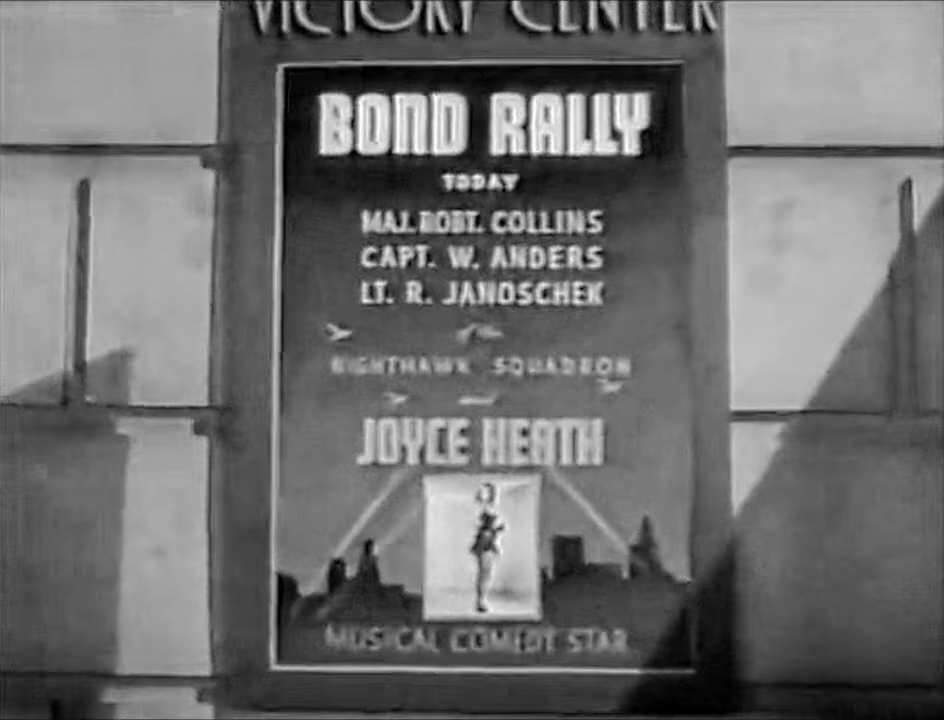 VICTORY CENTER
BOND RALLY
TODAY
MAJ. ROBT. COLLINS
CAPT. W. ANDERS
LT. R. JANOSCHEK
NIGHTHAWK SQUADRON
JOYCE HEATH
MUSICAL COMEDY STAR